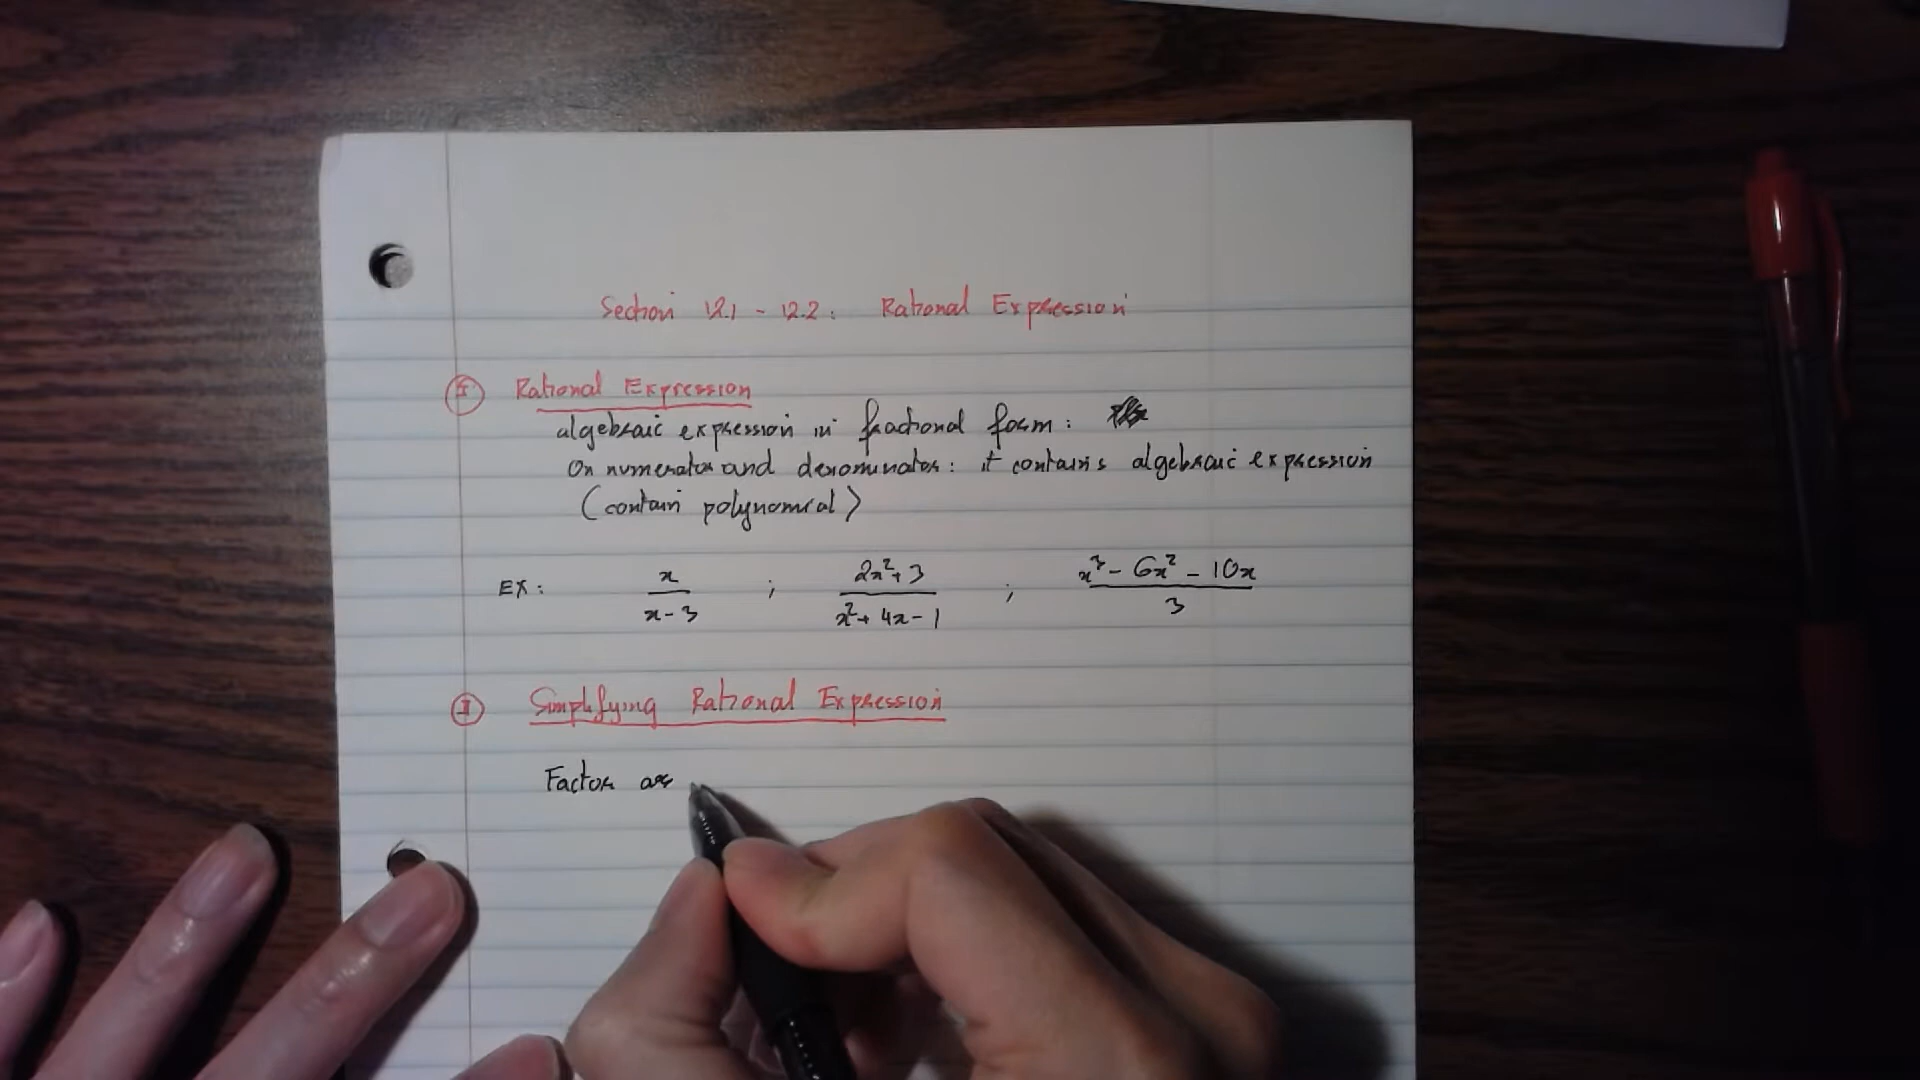 Section 12.1 - 12.2: Rational Expression
I Rational Expression
algebraic expression in fractional form:
On numerator and denominator: it contains algebraic expression
(contain polynomial)
EX: x / x - 3 ; 2x² + 3 / x² + 4x - 1 ; x³ - 6x² - 10x / 3
II Simplifying Rational Expression
Factor as